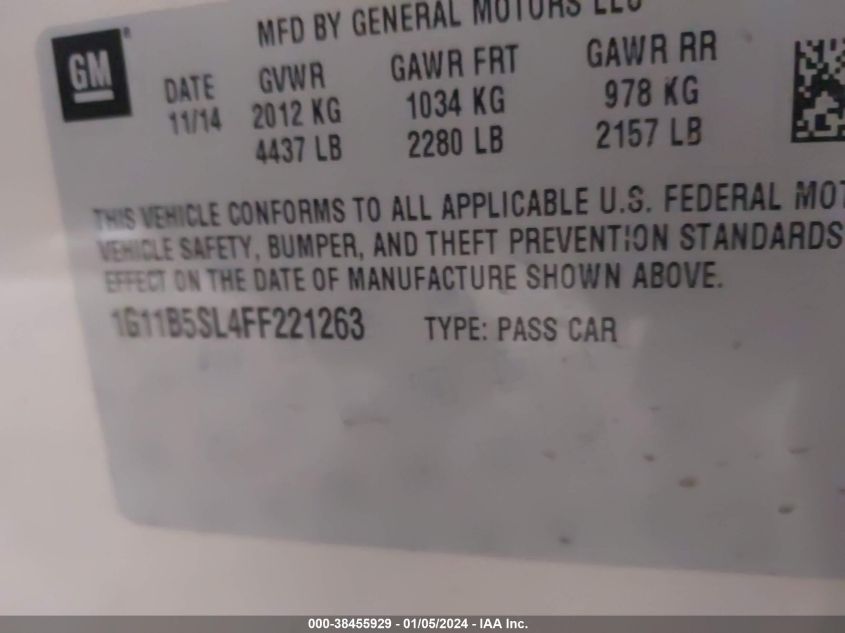 MFD BY GENERAL MOTORS LLC
GM®
DATE GVWR GAWR FRT GAWR RR
11/14 2012 KG 1034 KG 978 KG
4437 LB 2280 LB 2157 LB
THIS VEHICLE CONFORMS TO ALL APPLICABLE U.S. FEDERAL MOT
VEHICLE SAFETY, BUMPER, AND THEFT PREVENTION STANDARDS
EFFECT ON THE DATE OF MANUFACTURE SHOWN ABOVE.
1G11B5SL4FF221263 TYPE: PASS CAR
000-38455929 - 01/05/2024 - IAA Inc.